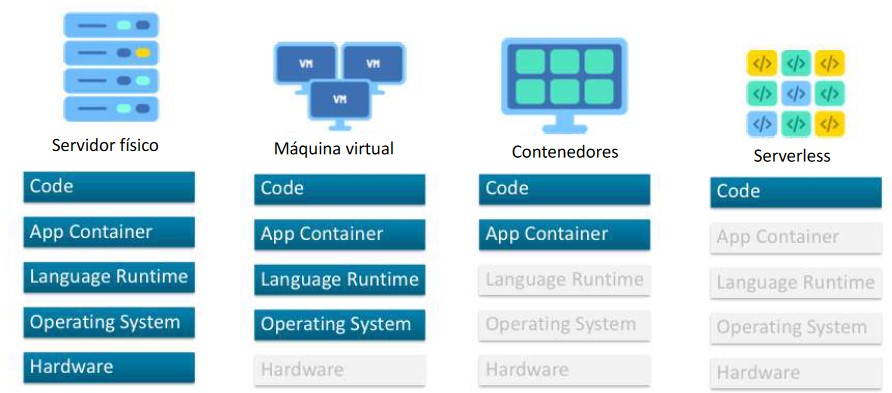 VM
VM
VM
</>
</>
</>
</>
</>
</>
</>
</>
</>
Servidor físico
Máquina virtual
Contenedores
Serverless
Code
App Container
Language Runtime
Operating System
Hardware
Code
App Container
Language Runtime
Operating System
Hardware
Code
App Container
Language Runtime
Operating System
Hardware
Code
App Container
Language Runtime
Operating System
Hardware